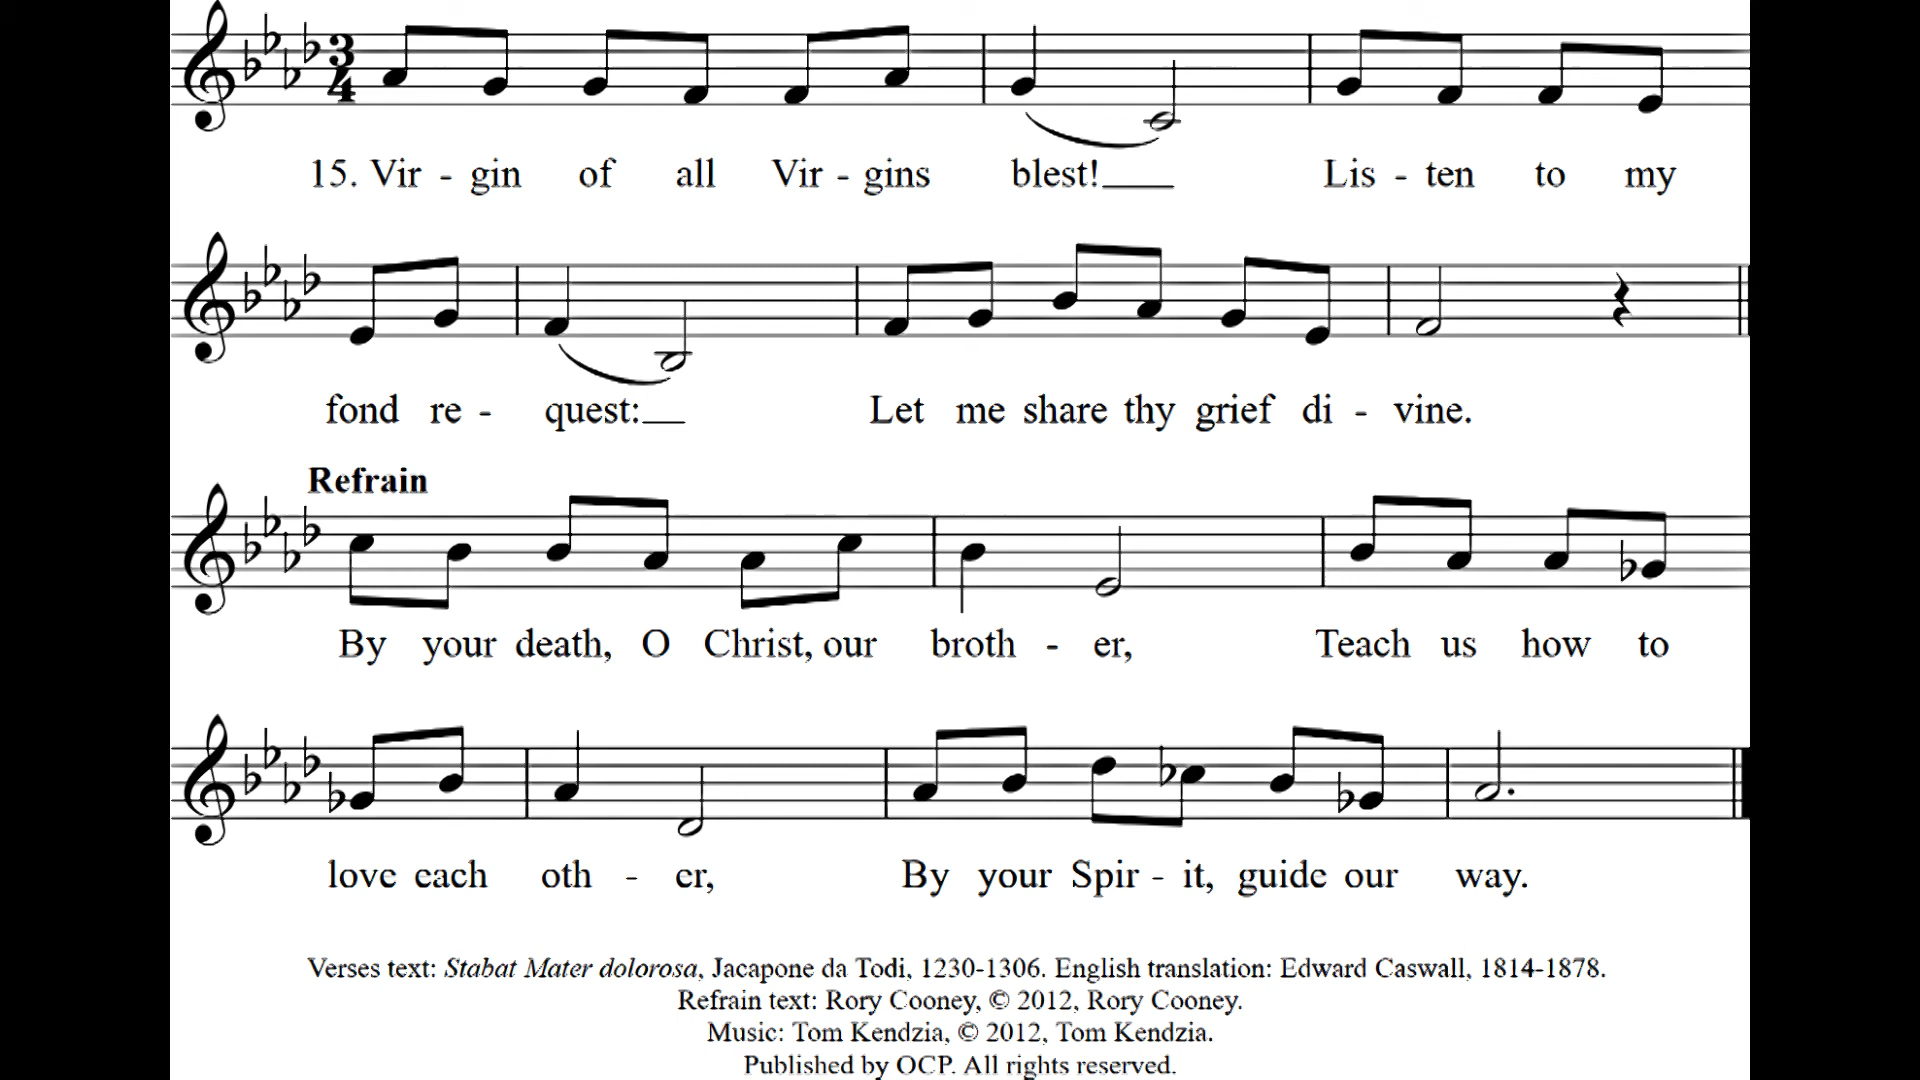 15. Vir - gin of all Vir - gins blest!___ Lis - ten to my
fond re - quest:__ Let me share thy grief di - vine.
Refrain
By your death, O Christ, our broth - er, Teach us how to
love each oth - er, By your Spir - it, guide our way.
Verses text: Stabat Mater dolorosa, Jacapone da Todi, 1230-1306. English translation: Edward Caswall, 1814-1878.
Refrain text: Rory Cooney, © 2012, Rory Cooney.
Music: Tom Kendzia, © 2012, Tom Kendzia.
Published by OCP. All rights reserved.